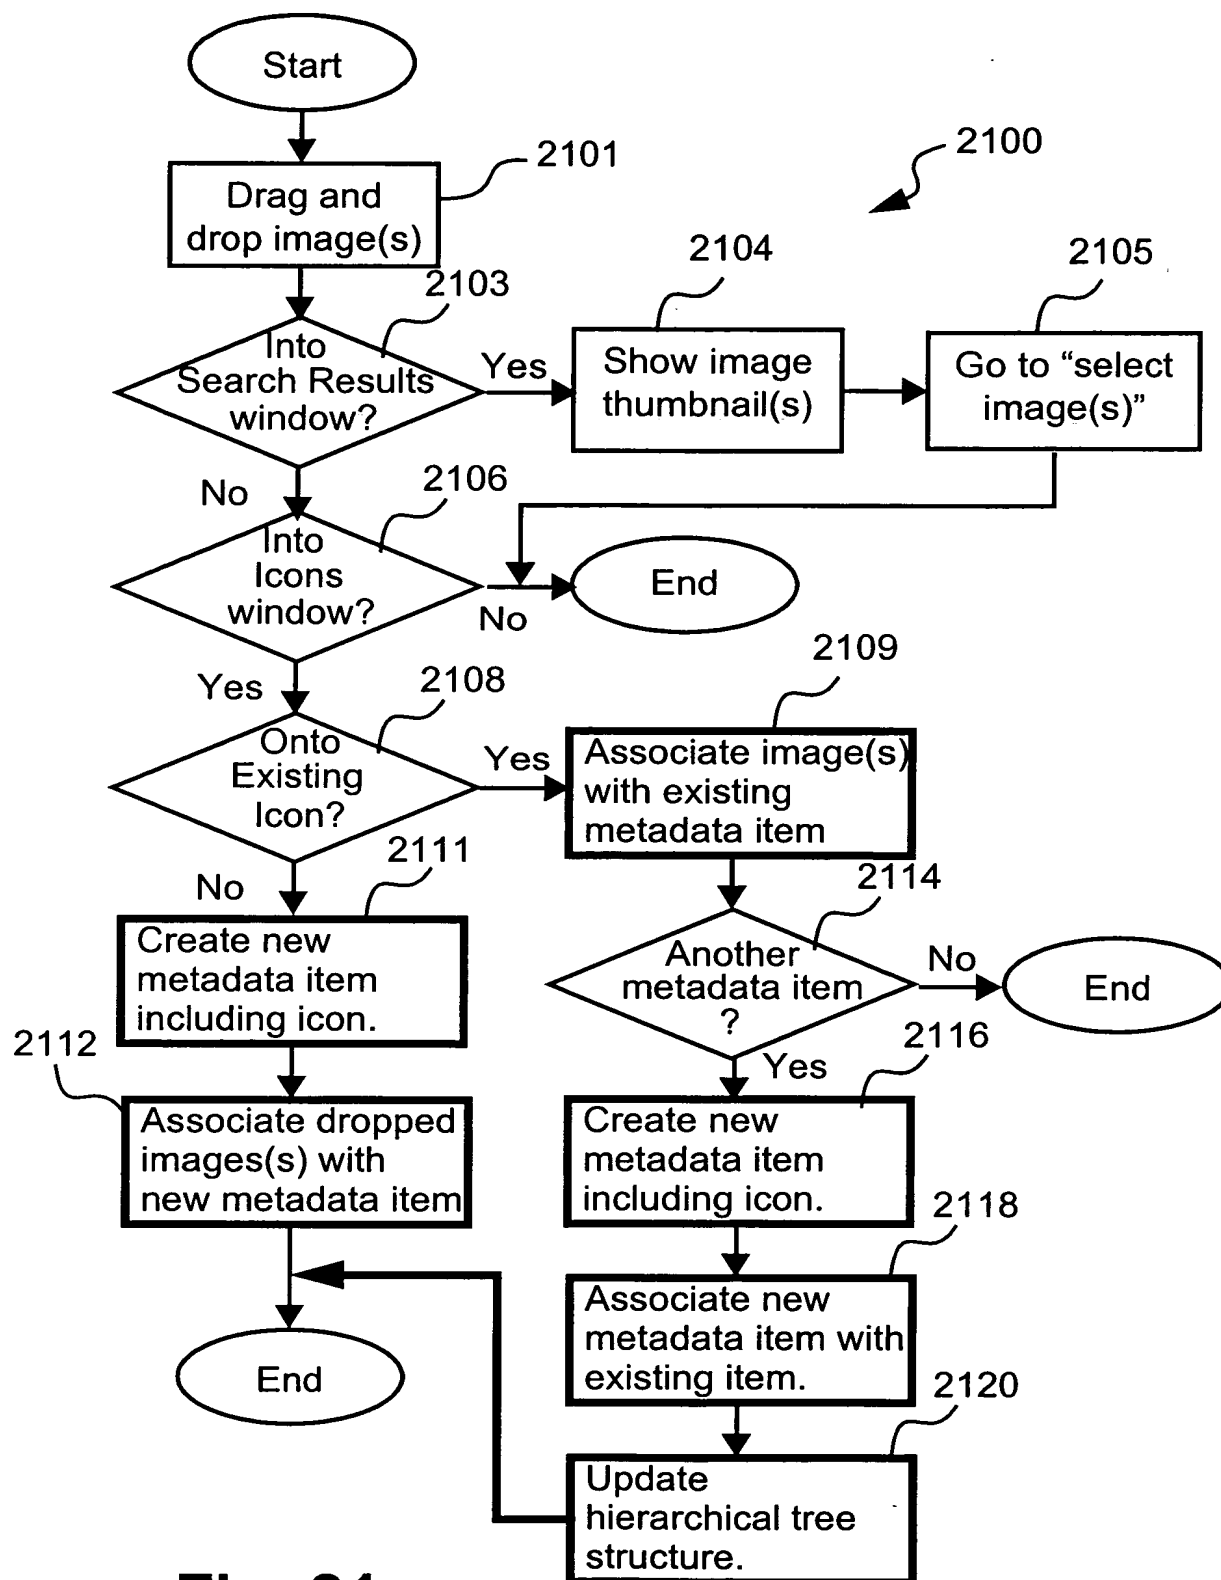 Start
2101
2100
Drag and
drop image(s)
2104
2105
2103
Into
Search Results
window?
Yes
Show image
thumbnail(s)
Go to “select
image(s)”
No
2106
Into
Icons
window?
No
End
Yes
2108
2109
Onto
Existing
Icon?
Yes
Associate image(s)
with existing
metadata item
No
2111
2114
Create new
metadata item
including icon.
Another
metadata item
?
No
End
2112
2116
Yes
Associate dropped
images(s) with
new metadata item
Create new
metadata item
including icon.
2118
Associate new
metadata item with
existing item.
End
2120
Update
hierarchical tree
structure.